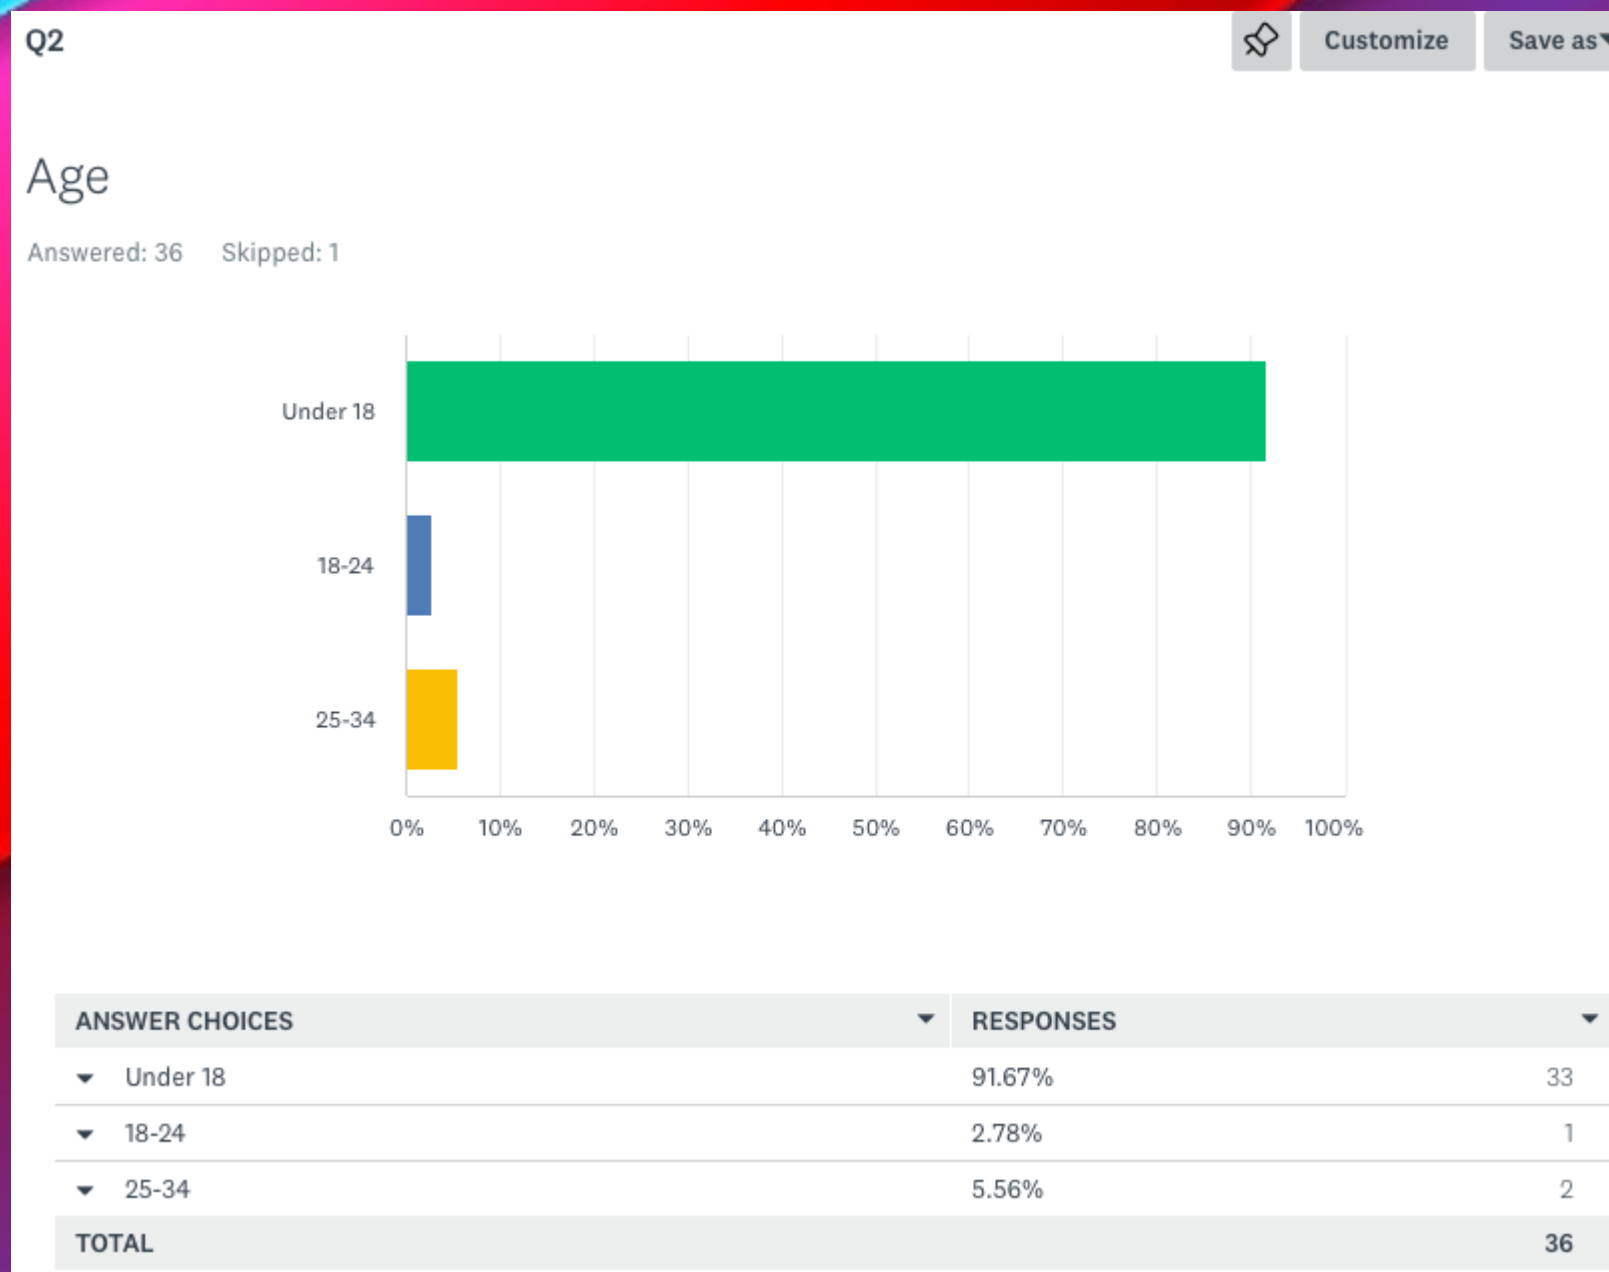 Q2
Customize
Save as
Age
Answered: 36 Skipped: 1
Under 18
18-24
25-34
0% 10% 20% 30% 40% 50% 60% 70% 80% 90% 100%
ANSWER CHOICES RESPONSES
Under 18 91.67% 33
18-24 2.78% 1
25-34 5.56% 2
TOTAL 36